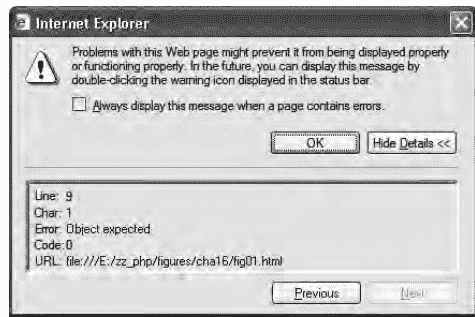 Internet Explorer
Problems with this Web page might prevent it from being displayed properly
or functioning properly. In the future, you can display this message by
double-clicking the warning icon displayed in the status bar.
Always display this message when a page contains errors.
OK
Hide Details <<
Line: 9
Char: 1
Error: Object expected
Code: 0
URL: file:///E:/zz_php/figures/cha16/fig01.html
Previous
Next